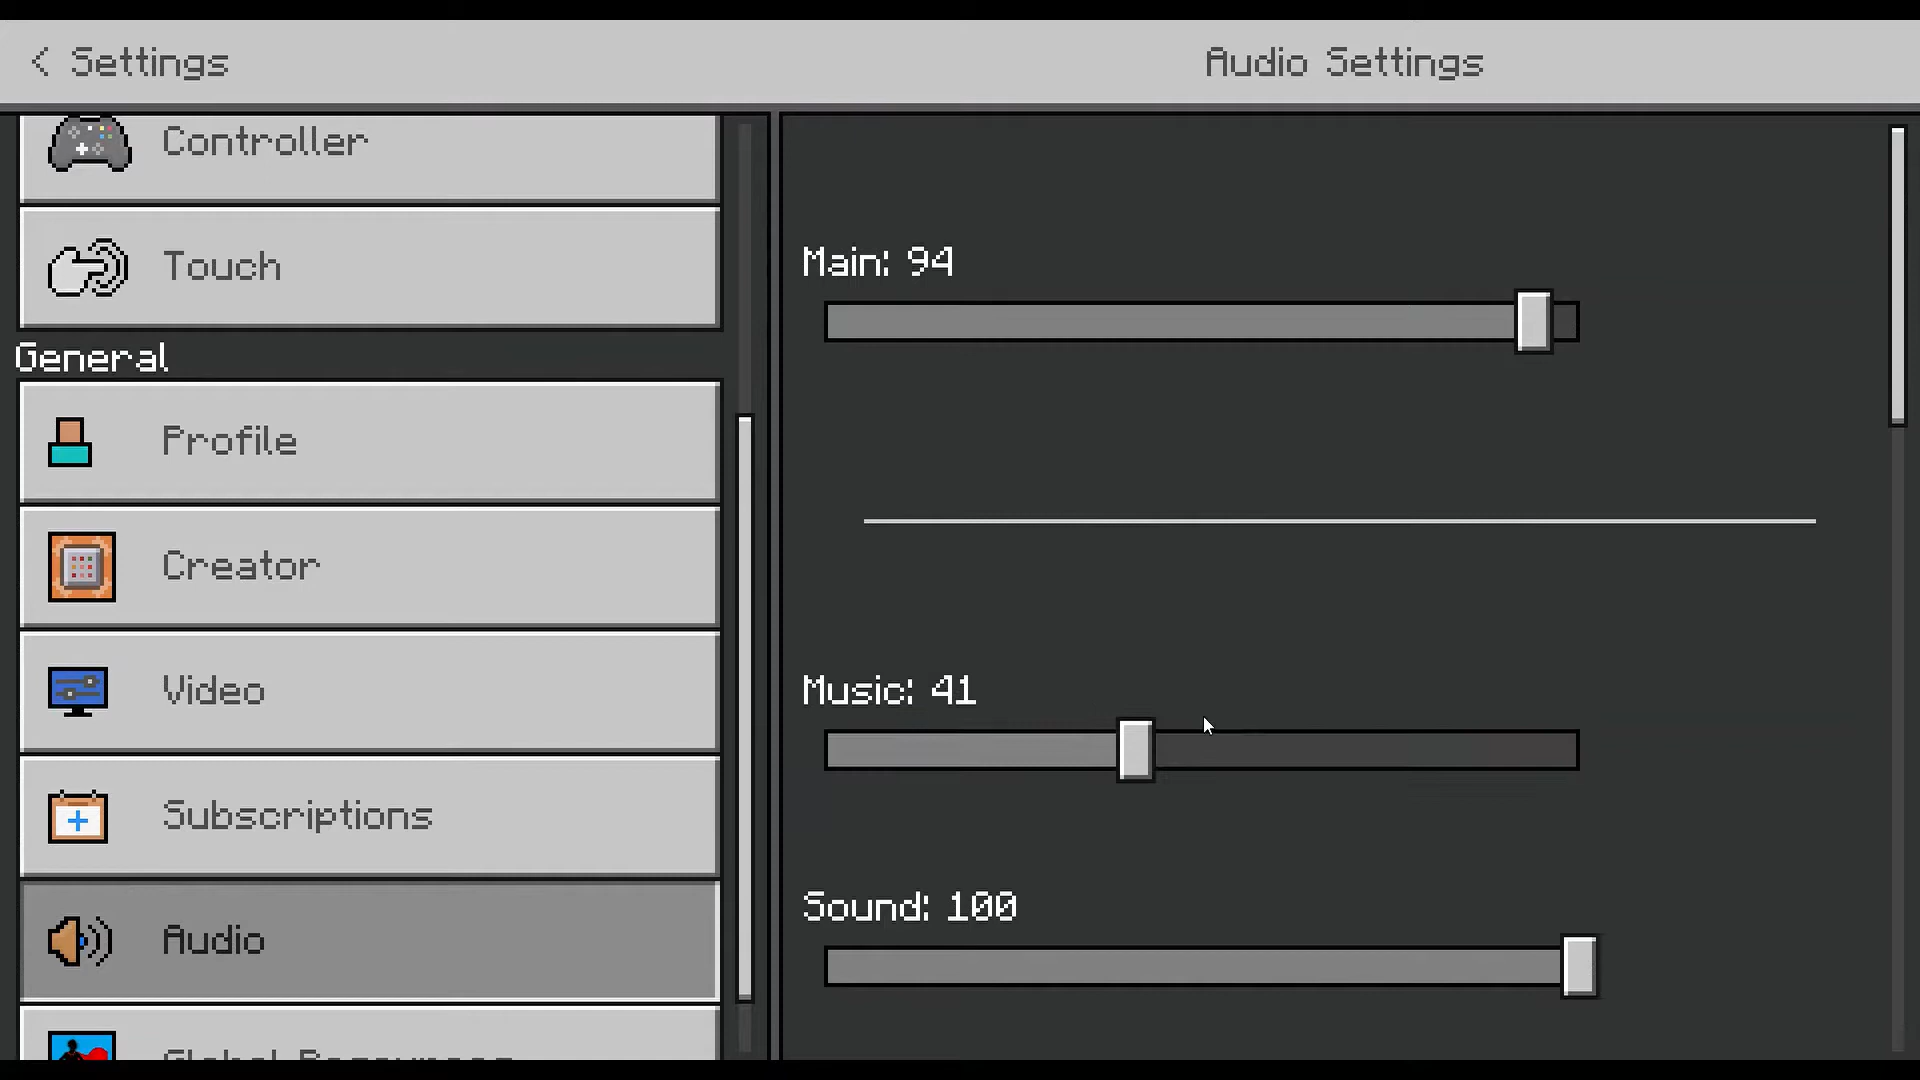 < Settings
Audio Settings
Controller
Touch
General
Profile
Creator
Video
Subscriptions
Audio
Main: 94
Music: 41
Sound: 100